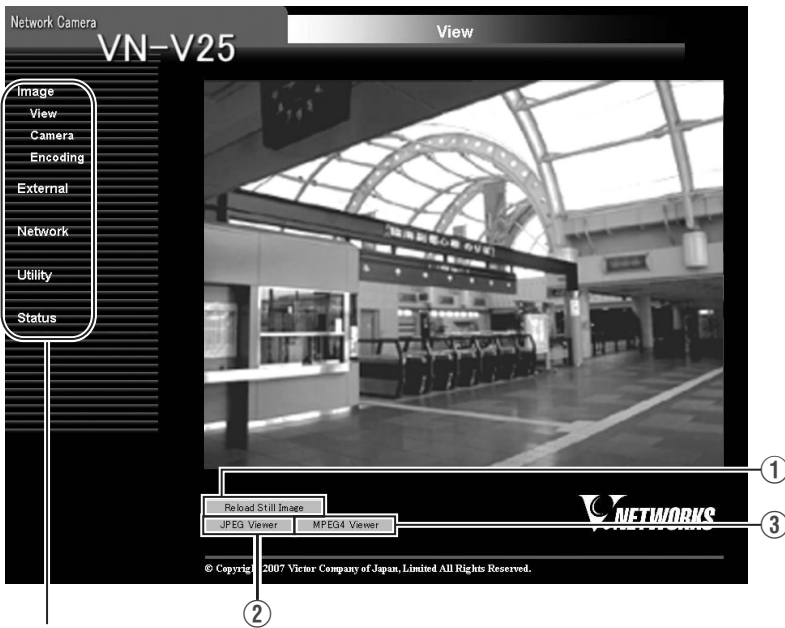 Network Camera
VN-V25
View
Image
View
Camera
Encoding
External
Network
Utility
Status
Reload Still Image
JPEG Viewer MPEG4 Viewer
NETWORKS
© Copyright 2007 Victor Company of Japan, Limited All Rights Reserved.
①
②
③